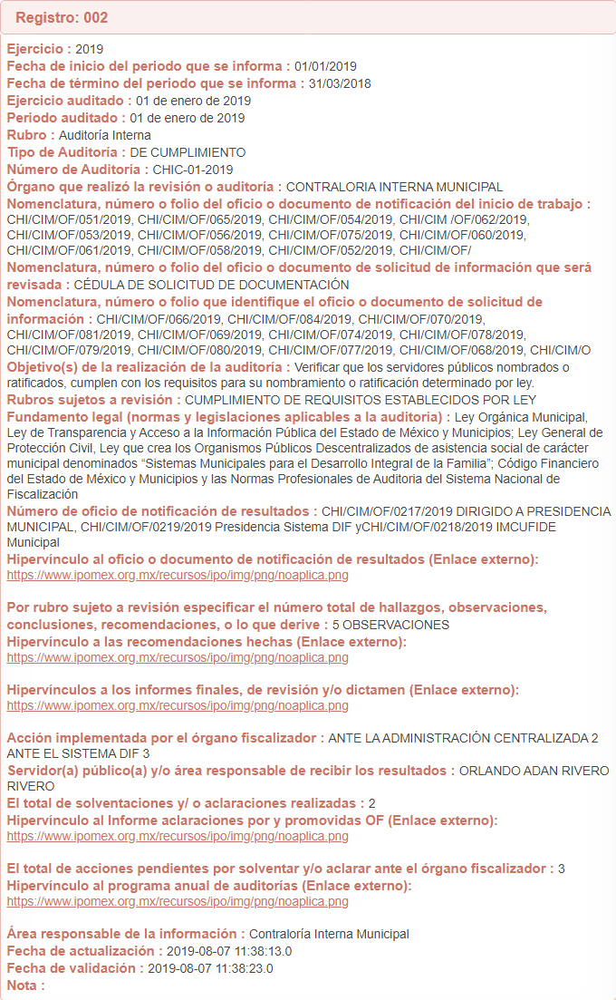 Registro: 002
Ejercicio : 2019
Fecha de inicio del periodo que se informa : 01/01/2019
Fecha de término del periodo que se informa : 31/03/2018
Ejercicio auditado : 01 de enero de 2019
Periodo auditado : 01 de enero de 2019
Rubro : Auditoría Interna
Tipo de Auditoría : DE CUMPLIMIENTO
Número de Auditoría : CHIC-01-2019
Órgano que realizó la revisión o auditoría : CONTRALORIA INTERNA MUNICIPAL
Nomenclatura, número o folio del oficio o documento de notificación del inicio de trabajo :
CHI/CIM/OF/051/2019, CHI/CIM/OF/065/2019, CHI/CIM/OF/054/2019, CHI/CIM /OF/062/2019,
CHI/CIM/OF/053/2019, CHI/CIM/OF/056/2019, CHI/CIM/OF/075/2019, CHI/CIM/OF/060/2019,
CHI/CIM/OF/061/2019, CHI/CIM/OF/058/2019, CHI/CIM/OF/052/2019, CHI/CIM/OF/
Nomenclatura, número o folio del oficio o documento de solicitud de información que será
revisada : CÉDULA DE SOLICITUD DE DOCUMENTACIÓN
Nomenclatura, número o folio que identifique el oficio o documento de solicitud de
información : CHI/CIM/OF/066/2019, CHI/CIM/OF/084/2019, CHI/CIM/OF/070/2019,
CHI/CIM/OF/081/2019, CHI/CIM/OF/069/2019, CHI/CIM/OF/074/2019, CHI/CIM/OF/078/2019,
CHI/CIM/OF/079/2019, CHI/CIM/OF/080/2019, CHI/CIM/OF/077/2019, CHI/CIM/OF/068/2019, CHI/CIM/O
Objetivo(s) de la realización de la auditoría : Verificar que los servidores públicos nombrados o
ratificados, cumplen con los requisitos para su nombramiento o ratificación determinado por ley.
Rubros sujetos a revisión : CUMPLIMIENTO DE REQUISITOS ESTABLECIDOS POR LEY
Fundamento legal (normas y legislaciones aplicables a la auditoría) : Ley Orgánica Municipal,
Ley de Transparencia y Acceso a la Información Pública del Estado de México y Municipios; Ley General de
Protección Civil, Ley que crea los Organismos Públicos Descentralizados de asistencia social de carácter
municipal denominados “Sistemas Municipales para el Desarrollo Integral de la Familia”; Código Financiero
del Estado de México y Municipios y las Normas Profesionales de Auditoria del Sistema Nacional de
Fiscalización
Número de oficio de notificación de resultados : CHI/CIM/OF/0217/2019 DIRIGIDO A PRESIDENCIA
MUNICIPAL, CHI/CIM/OF/0219/2019 Presidencia Sistema DIF yCHI/CIM/OF/0218/2019 IMCUFIDE
Municipal
Hipervínculo al oficio o documento de notificación de resultados (Enlace externo):
https://www.ipomex.org.mx/recursos/ipo/img/png/noaplica.png
Por rubro sujeto a revisión especificar el número total de hallazgos, observaciones,
conclusiones, recomendaciones, o lo que derive : 5 OBSERVACIONES
Hipervínculo a las recomendaciones hechas (Enlace externo):
https://www.ipomex.org.mx/recursos/ipo/img/png/noaplica.png
Hipervínculos a los informes finales, de revisión y/o dictamen (Enlace externo):
https://www.ipomex.org.mx/recursos/ipo/img/png/noaplica.png
Acción implementada por el órgano fiscalizador : ANTE LA ADMINISTRACIÓN CENTRALIZADA 2
ANTE EL SISTEMA DIF 3
Servidor(a) público(a) y/o área responsable de recibir los resultados : ORLANDO ADAN RIVERO
RIVERO
El total de solventaciones y/ o aclaraciones realizadas : 2
Hipervínculo al Informe aclaraciones por y promovidas OF (Enlace externo):
https://www.ipomex.org.mx/recursos/ipo/img/png/noaplica.png
El total de acciones pendientes por solventar y/o aclarar ante el órgano fiscalizador : 3
Hipervínculo al programa anual de auditorías (Enlace externo):
https://www.ipomex.org.mx/recursos/ipo/img/png/noaplica.png
Área responsable de la información : Contraloría Interna Municipal
Fecha de actualización : 2019-08-07 11:38:13.0
Fecha de validación : 2019-08-07 11:38:23.0
Nota :